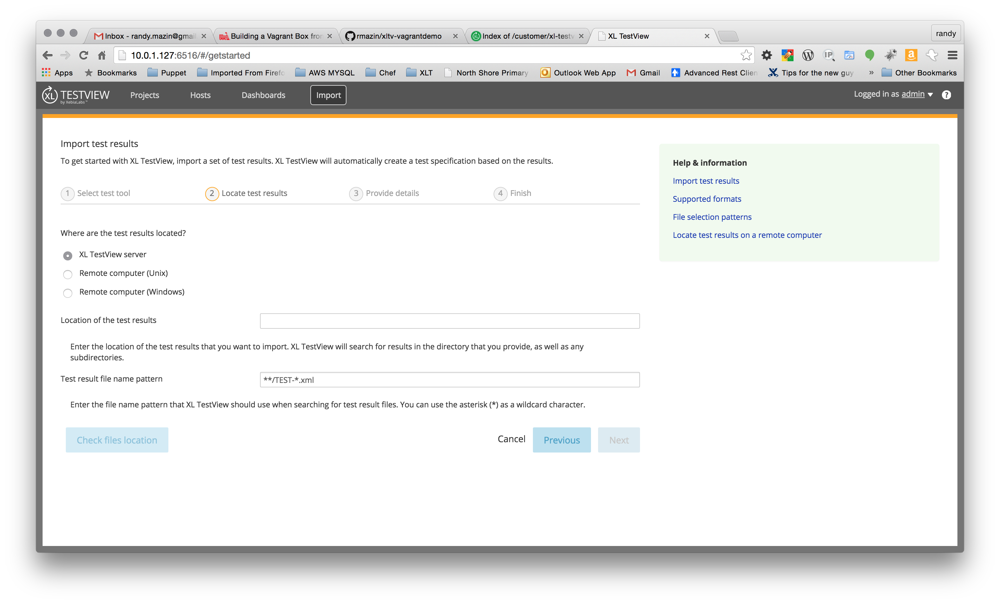 Inbox - randy.mazin@gmail
Building a Vagrant Box from
rmazin/xltv-vagrantdemo
Index of /customer/xl-testv
XL TestView
randy
10.0.1.127:6516/#/getstarted
Apps
Bookmarks
Puppet
Imported From Firefo
AWS MYSQL
Chef
XLT
North Shore Primary
Outlook Web App
Gmail
Advanced Rest Clien
Tips for the new guy
»
Other Bookmarks
XL TESTVIEW
by XebiaLabs™
Projects
Hosts
Dashboards
Import
Logged in as admin
?
Import test results
To get started with XL TestView, import a set of test results. XL TestView will automatically create a test specification based on the results.
1 Select test tool
2 Locate test results
3 Provide details
4 Finish
Where are the test results located?
XL TestView server
Remote computer (Unix)
Remote computer (Windows)
Location of the test results
Enter the location of the test results that you want to import. XL TestView will search for results in the directory that you provide, as well as any
subdirectories.
Test result file name pattern
**/TEST-*.xml
Enter the file name pattern that XL TestView should use when searching for test result files. You can use the asterisk (*) as a wildcard character.
Check files location
Cancel
Previous
Next
Help & information
Import test results
Supported formats
File selection patterns
Locate test results on a remote computer